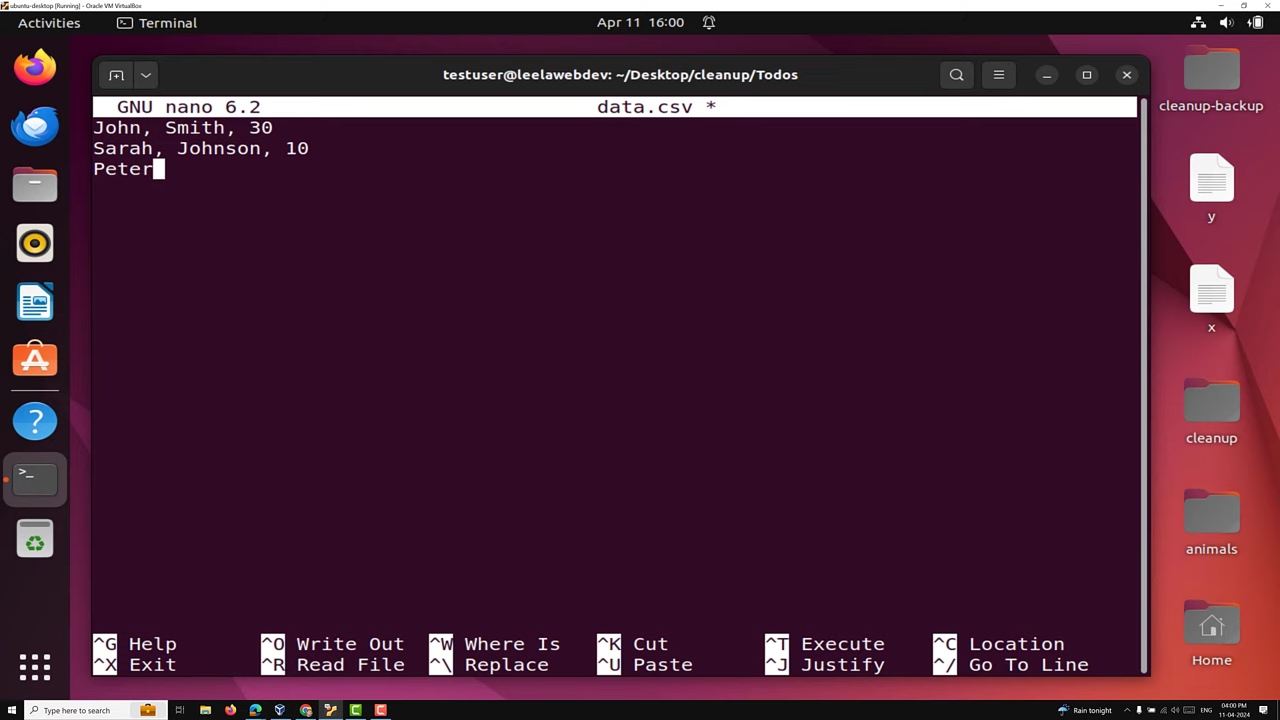 ubuntu-desktop [Running] - Oracle VM VirtualBox
Activities Terminal Apr 11 16:00
testuser@leelawebdev: ~/Desktop/cleanup/Todos
GNU nano 6.2 data.csv *
John, Smith, 30
Sarah, Johnson, 10
Peter
^G Help ^O Write Out ^W Where Is ^K Cut ^T Execute ^C Location
^X Exit ^R Read File ^\ Replace ^U Paste ^J Justify ^/ Go To Line
cleanup-backup
y
x
cleanup
animals
Home
Type here to search
Rain tonight
ENG
04:00 PM
11-04-2024